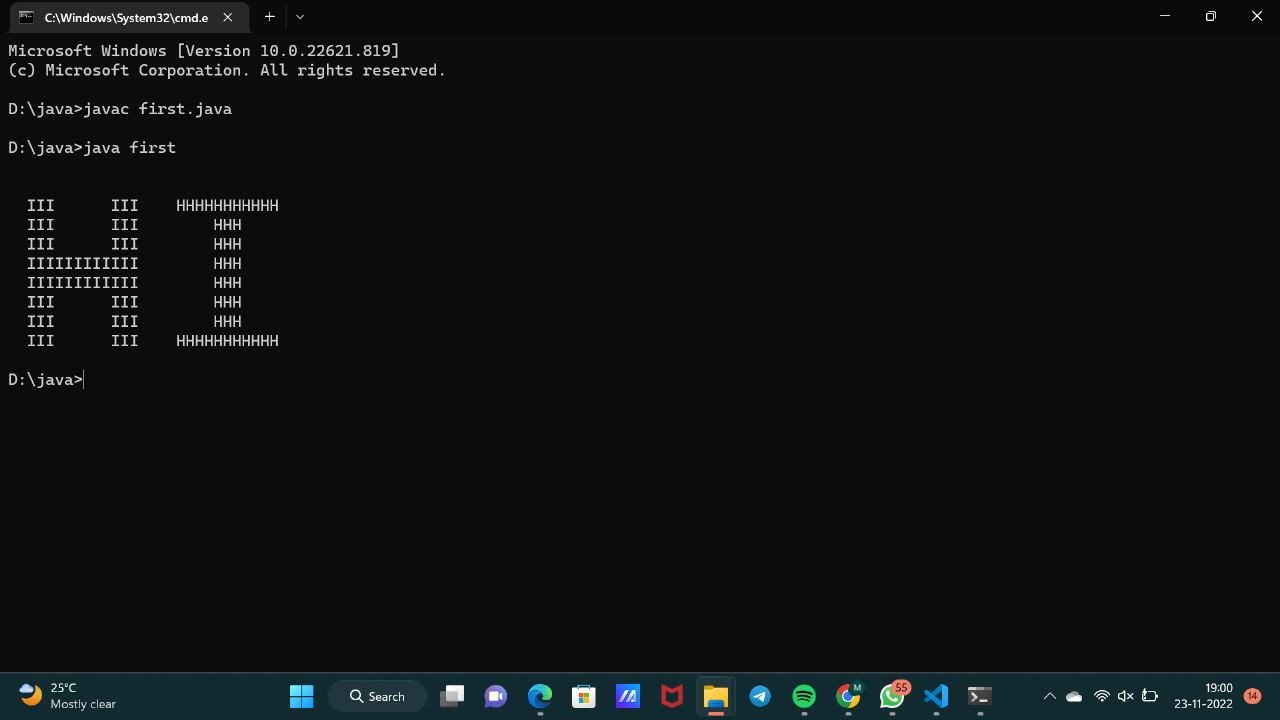 C:\Windows\System32\cmd.e
Microsoft Windows [Version 10.0.22621.819]
(c) Microsoft Corporation. All rights reserved.
D:\java>javac first.java
D:\java>java first
  III      III    HHHHHHHHHHH
  III      III        HHH
  III      III        HHH
  IIIIIIIIIIII        HHH
  IIIIIIIIIIII        HHH
  III      III        HHH
  III      III        HHH
  III      III    HHHHHHHHHHH
D:\java>
25°C
Mostly clear
Search
M
55
19:00
23-11-2022
14